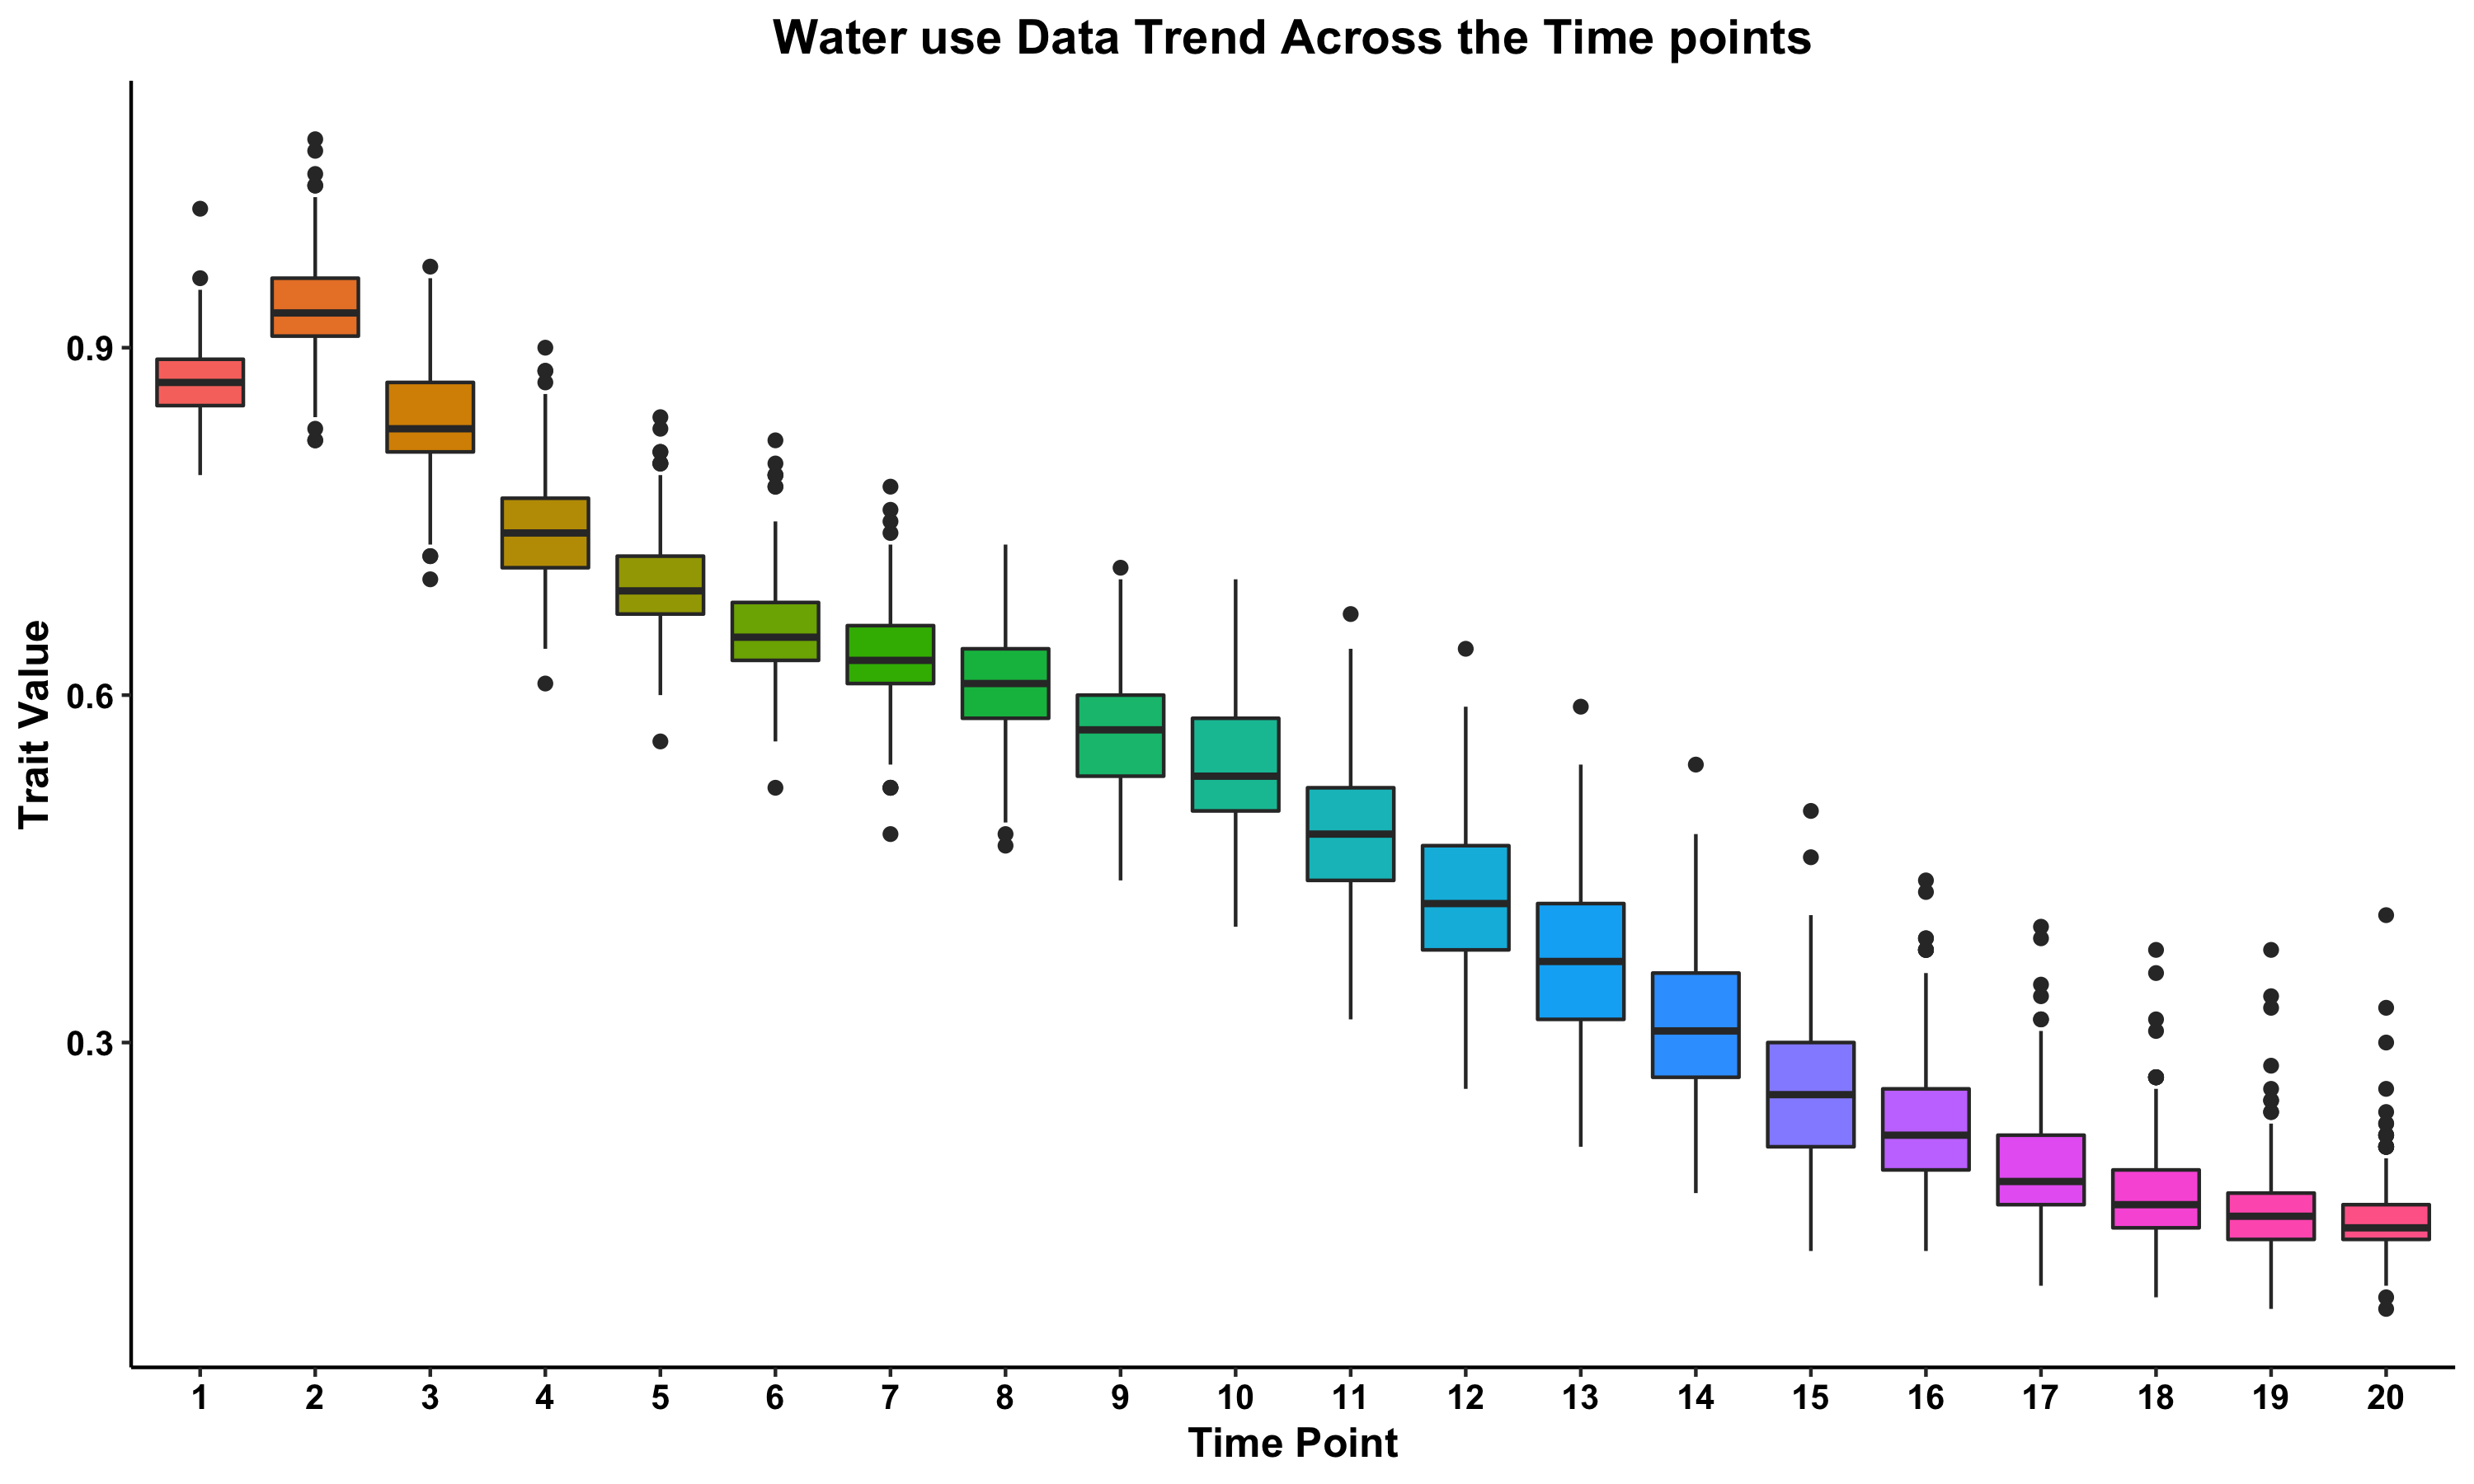 Water use Data Trend Across the Time points
Trait Value
0.9
0.6
0.3
1 2 3 4 5 6 7 8 9 10 11 12 13 14 15 16 17 18 19 20
Time Point